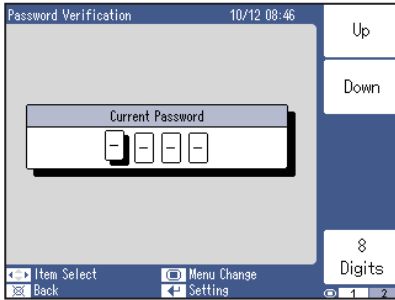 Password Verification 10/12 08:46
Up
Down
Current Password
- - - -
8
Digits
Item Select Menu Change
Back Setting
1 2